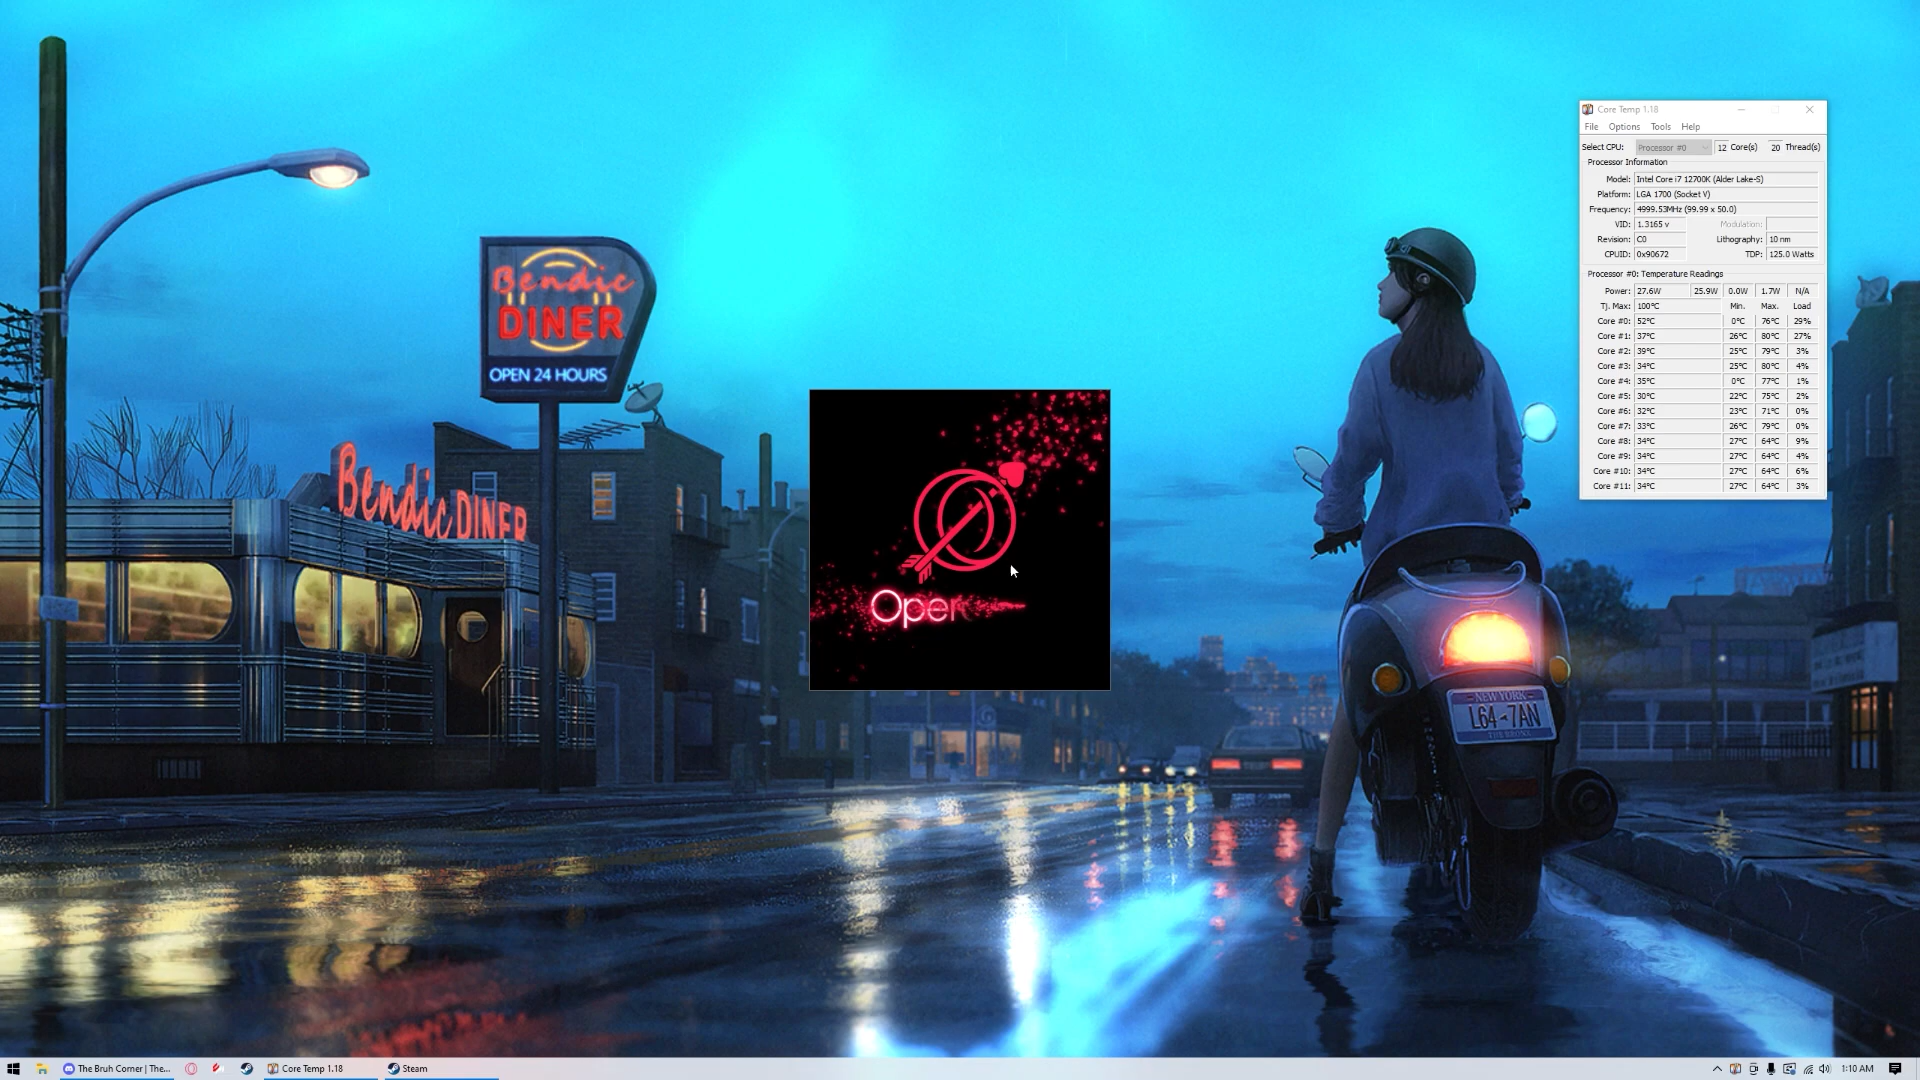 Bendic
DINER
OPEN 24 HOURS
Bendic DINER
Oper
NEW YORK
L64-7AN
THE BRONX
Core Temp 1.18
File Options Tools Help
Select CPU: Processor #0 12 Core(s) 20 Thread(s)
Processor Information
Model: Intel Core i7 12700K (Alder Lake-S)
Platform: LGA 1700 (Socket V)
Frequency: 4999.53MHz (99.99 x 50.0)
VID: 1.3165 v Modulation:
Revision: C0 Lithography: 10 nm
CPUID: 0x90672 TDP: 125.0 Watts
Processor #0: Temperature Readings
Power: 27.6W 25.9W 0.0W 1.7W N/A
Tj. Max: 100°C Min. Max. Load
Core #0: 52°C 0°C 76°C 29%
Core #1: 37°C 26°C 80°C 27%
Core #2: 39°C 25°C 79°C 3%
Core #3: 34°C 25°C 80°C 4%
Core #4: 35°C 0°C 77°C 1%
Core #5: 30°C 22°C 75°C 2%
Core #6: 32°C 23°C 71°C 0%
Core #7: 33°C 26°C 79°C 0%
Core #8: 34°C 27°C 64°C 9%
Core #9: 34°C 27°C 64°C 4%
Core #10: 34°C 27°C 64°C 6%
Core #11: 34°C 27°C 64°C 3%
The Bruh Corner | The... Core Temp 1.18 Steam 1:10 AM